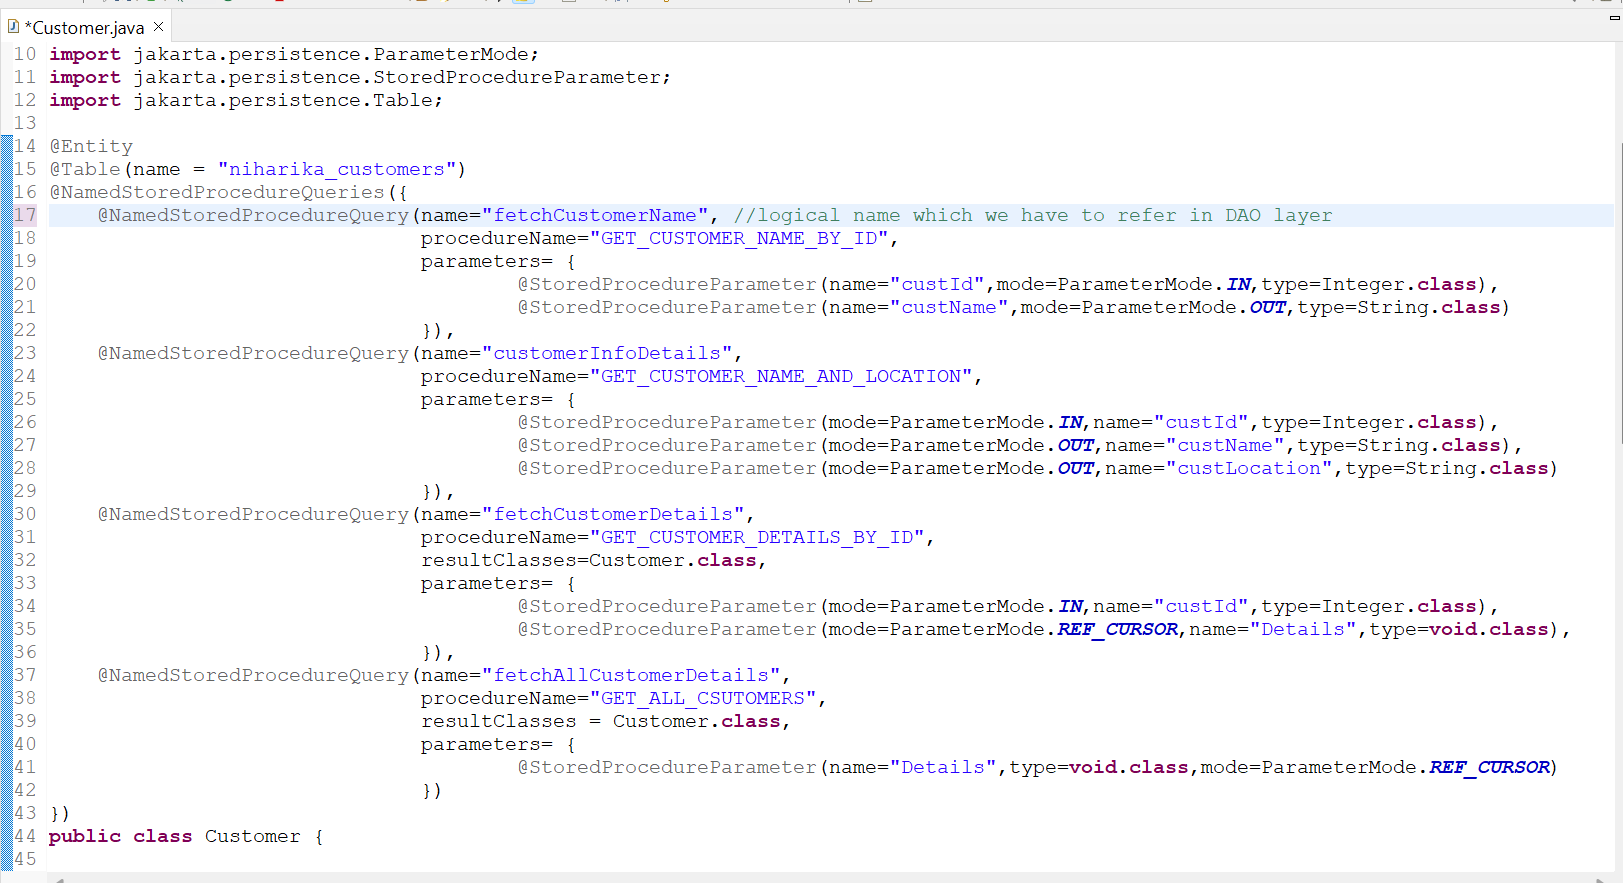 *Customer.java
10 import jakarta.persistence.ParameterMode;
11 import jakarta.persistence.StoredProcedureParameter;
12 import jakarta.persistence.Table;
13
14 @Entity
15 @Table(name = "niharika_customers")
16 @NamedStoredProcedureQueries({
17 @NamedStoredProcedureQuery(name="fetchCustomerName", //logical name which we have to refer in DAO layer
18 procedureName="GET_CUSTOMER_NAME_BY_ID",
19 parameters= {
20 @StoredProcedureParameter(name="custId",mode=ParameterMode.IN,type=Integer.class),
21 @StoredProcedureParameter(name="custName",mode=ParameterMode.OUT,type=String.class)
22 }),
23 @NamedStoredProcedureQuery(name="customerInfoDetails",
24 procedureName="GET_CUSTOMER_NAME_AND_LOCATION",
25 parameters= {
26 @StoredProcedureParameter(mode=ParameterMode.IN,name="custId",type=Integer.class),
27 @StoredProcedureParameter(mode=ParameterMode.OUT,name="custName",type=String.class),
28 @StoredProcedureParameter(mode=ParameterMode.OUT,name="custLocation",type=String.class)
29 }),
30 @NamedStoredProcedureQuery(name="fetchCustomerDetails",
31 procedureName="GET_CUSTOMER_DETAILS_BY_ID",
32 resultClasses=Customer.class,
33 parameters= {
34 @StoredProcedureParameter(mode=ParameterMode.IN,name="custId",type=Integer.class),
35 @StoredProcedureParameter(mode=ParameterMode.REF_CURSOR,name="Details",type=void.class),
36 }),
37 @NamedStoredProcedureQuery(name="fetchAllCustomerDetails",
38 procedureName="GET_ALL_CSUTOMERS",
39 resultClasses = Customer.class,
40 parameters= {
41 @StoredProcedureParameter(name="Details",type=void.class,mode=ParameterMode.REF_CURSOR)
42 })
43 })
44 public class Customer {
45